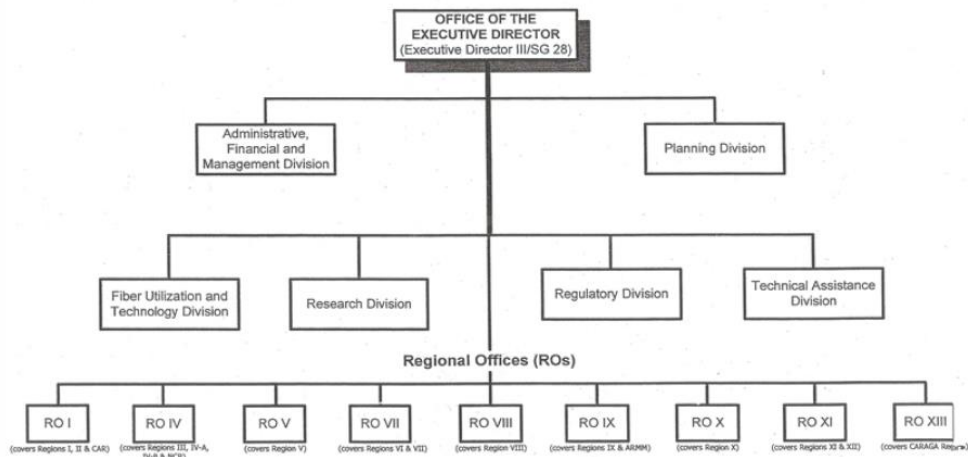 OFFICE OF THE
EXECUTIVE DIRECTOR
(Executive Director III/SG 28)
Administrative,
Financial and
Management Division
Planning Division
Fiber Utilization and
Technology Division
Research Division
Regulatory Division
Technical Assistance
Division
Regional Offices (ROs)
RO I
(covers Regions I, II & CAR)
RO IV
(covers Regions III, IV-A,
IV-B & NCR)
RO V
(covers Region V)
RO VII
(covers Regions VI & VII)
RO VIII
(covers Region VIII)
RO IX
(covers Regions IX & ARMM)
RO X
(covers Region X)
RO XI
(covers Regions XI & XII)
RO XIII
(covers CARAGA Region)